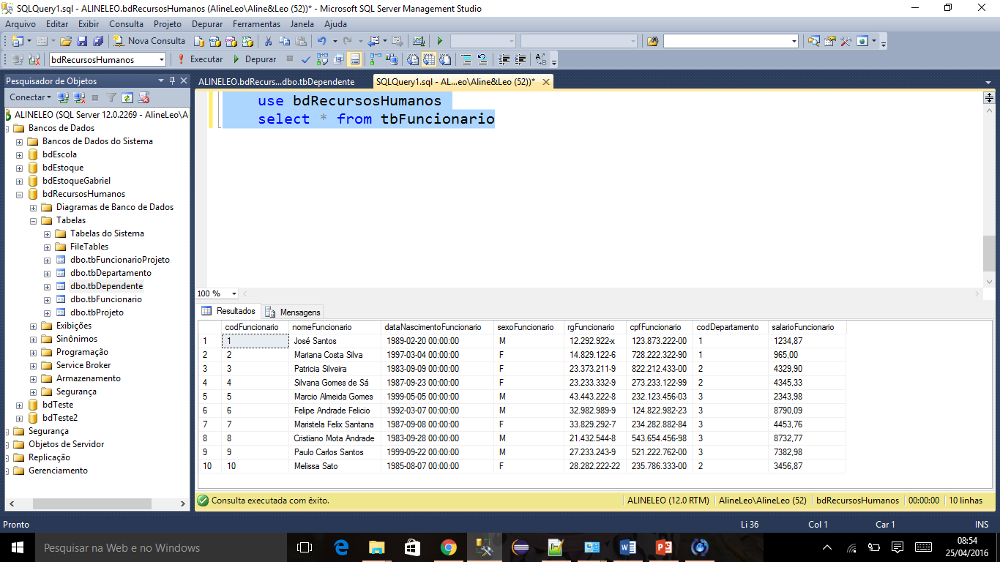 SQLQuery1.sql - ALINELEO.bdRecursosHumanos (AlineLeo\Aline&Leo (52))* - Microsoft SQL Server Management Studio
Arquivo Editar Exibir Consulta Projeto Depurar Ferramentas Janela Ajuda
Nova Consulta
bdRecursosHumanos Executar Depurar
Pesquisador de Objetos
Conectar
ALINELEO (SQL Server 12.0.2269 - AlineLeo\A
Bancos de Dados
Bancos de Dados do Sistema
bdEscola
bdEstoque
bdEstoqueGabriel
bdRecursosHumanos
Diagramas de Banco de Dados
Tabelas
Tabelas do Sistema
FileTables
dbo.tbFuncionarioProjeto
dbo.tbDepartamento
dbo.tbDependente
dbo.tbFuncionario
dbo.tbProjeto
Exibições
Sinônimos
Programação
Service Broker
Armazenamento
Segurança
bdTeste
bdTeste2
Segurança
Objetos de Servidor
Replicação
Gerenciamento
ALINELEO.bdRecurs...dbo.tbDependente SQLQuery1.sql - AL...eo\Aline&Leo (52))*
use bdRecursosHumanos
select * from tbFuncionario
100 %
Resultados Mensagens
codFuncionario nomeFuncionario dataNascimentoFuncionario sexoFuncionario rgFuncionario cpfFuncionario codDepartamento salarioFuncionario
1 1 José Santos 1989-02-20 00:00:00 M 12.292.922-x 123.873.222-00 1 1234,87
2 2 Mariana Costa Silva 1997-03-04 00:00:00 F 14.829.122-6 728.222.322-90 1 965,00
3 3 Patricia Silveira 1983-09-09 00:00:00 F 23.373.211-9 822.212.433-00 2 4329,90
4 4 Silvana Gomes de Sá 1987-09-23 00:00:00 F 23.233.332-9 273.233.122-99 2 4345,33
5 5 Marcio Almeida Gomes 1999-05-05 00:00:00 M 43.443.222-8 232.123.456-03 3 2343,98
6 6 Felipe Andrade Felicio 1992-03-07 00:00:00 M 32.982.989-9 124.822.982-23 3 8790,09
7 7 Maristela Felix Santana 1987-09-08 00:00:00 F 33.829.292-7 234.282.882-84 3 4453,76
8 8 Cristiano Mota Andrade 1983-09-28 00:00:00 M 21.432.544-8 543.654.456-98 3 8732,77
9 9 Paulo Carlos Santos 1999-09-22 00:00:00 M 27.233.243-9 521.222.762-00 3 7382,98
10 10 Melissa Sato 1985-08-07 00:00:00 F 28.282.222-22 235.786.333-00 2 3456,87
Consulta executada com êxito. ALINELEO (12.0 RTM) AlineLeo\AlineLeo (52) bdRecursosHumanos 00:00:00 10 linhas
Pronto Li 36 Col 1 Car 1 INS
Pesquisar na Web e no Windows
08:54
25/04/2016